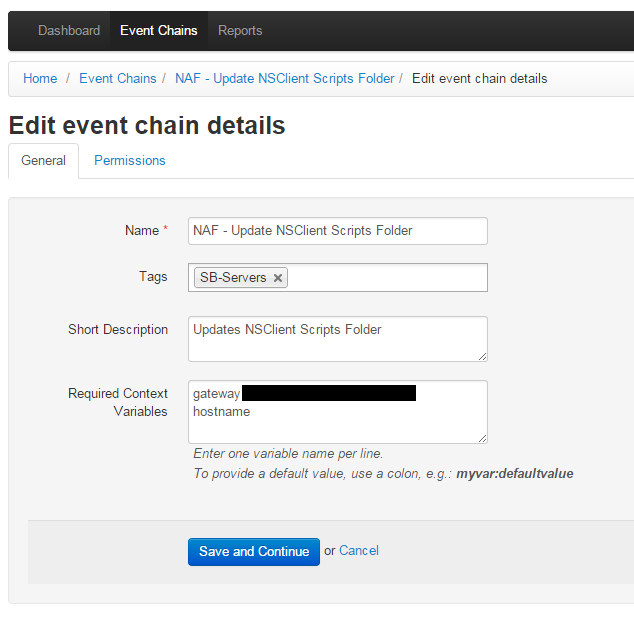 Dashboard Event Chains Reports
Home / Event Chains / NAF - Update NSClient Scripts Folder / Edit event chain details
Edit event chain details
General Permissions
Name * NAF - Update NSClient Scripts Folder
Tags SB-Servers ×
Short Description Updates NSClient Scripts Folder
Required Context Variables
gateway
hostname
Enter one variable name per line.
To provide a default value, use a colon, e.g.: myvar:defaultvalue
Save and Continue or Cancel